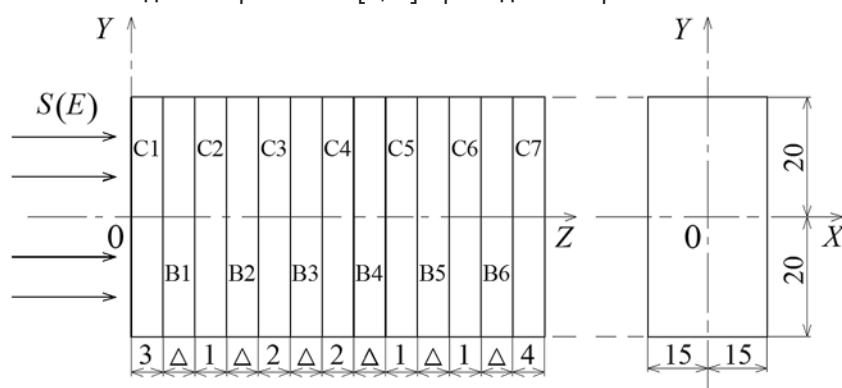 Y Y
S(E)
C1 C2 C3 C4 C5 C6 C7
20
0 Z 0 X
B1 B2 B3 B4 B5 B6
20
3 △ 1 △ 2 △ 2 △ 1 △ 1 △ 4 15 15